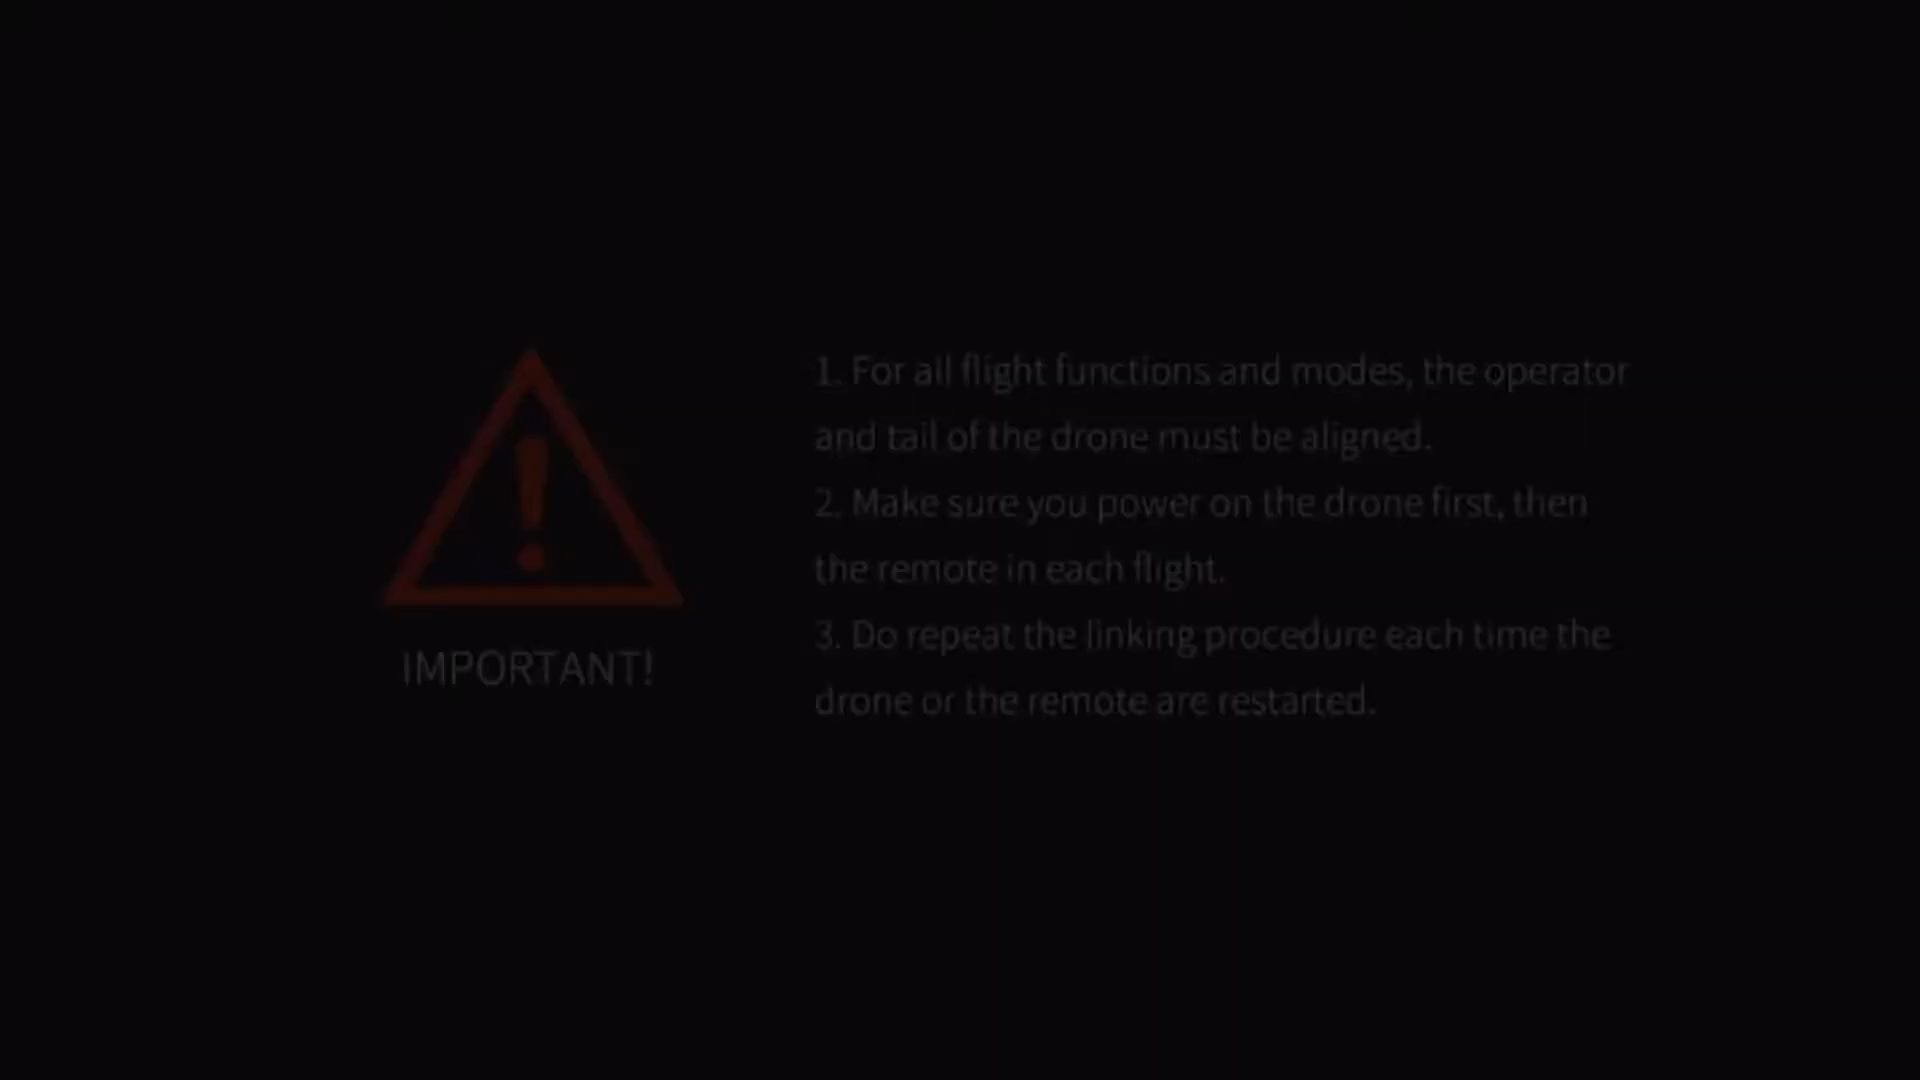 1. For all flight functions and modes, the operator
and tail of the drone must be aligned.
2. Make sure you power on the drone first, then
the remote in each flight.
3. Do repeat the linking procedure each time the
drone or the remote are restarted.
IMPORTANT!